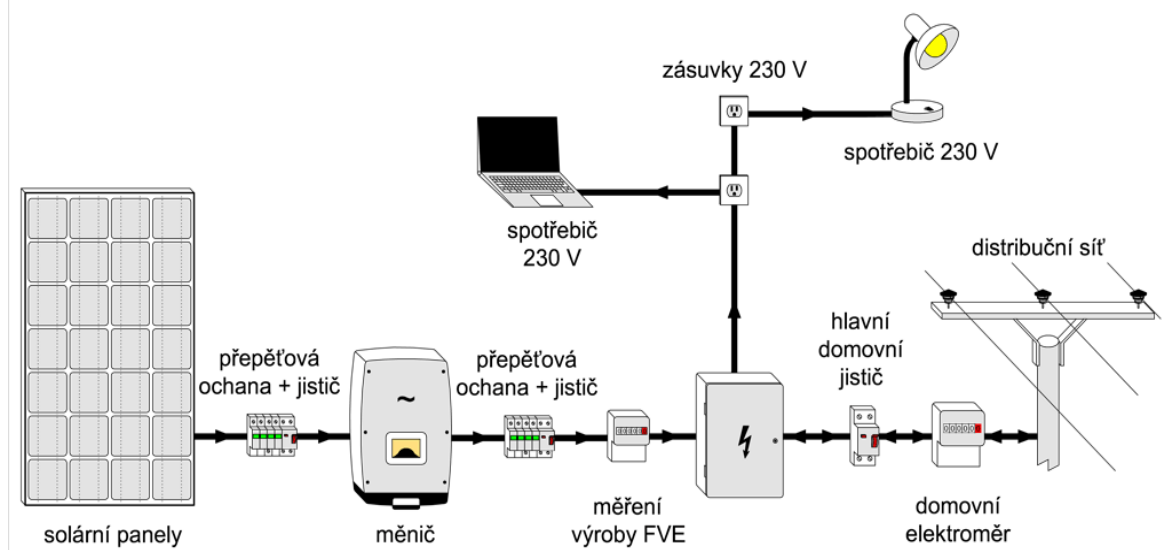 zásuvky 230 V
spotřebič 230 V
spotřebič
230 V
distribuční síť
hlavní
domovní
jistič
přepěťová
ochana + jistič
přepěťová
ochana + jistič
~
solární panely
měnič
měření
výroby FVE
domovní
elektroměr